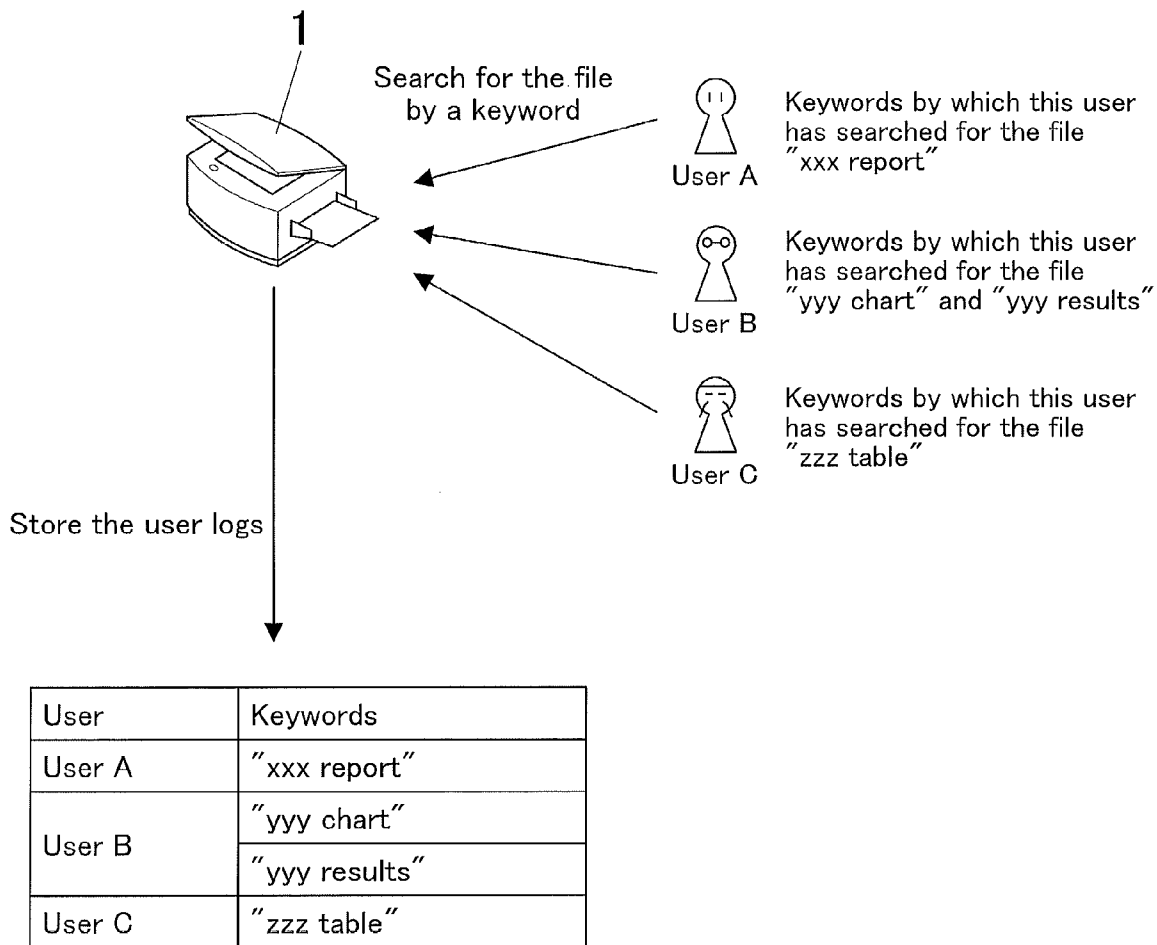 1
Search for the file
by a keyword
Keywords by which this user
has searched for the file
"xxx report"
User A
Keywords by which this user
has searched for the file
"yyy chart" and "yyy results"
User B
Keywords by which this user
has searched for the file
"zzz table"
User C
Store the user logs
User Keywords
User A "xxx report"
User B "yyy chart"
"yyy results"
User C "zzz table"